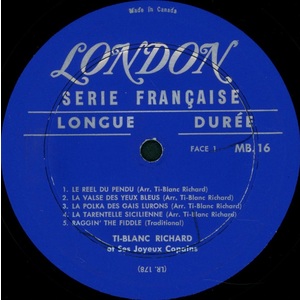 Made In Canada
LONDON
SERIE FRANÇAISE
LONGUE DURÉE
FACE 1 MB.16
1. LE REEL DU PENDU (Arr. Ti-Blanc Richard)
2. LA VALSE DES YEUX BLEUS (Arr. Ti-Blanc Richard)
3. LA POLKA DES GAIS LURONS (Arr. Ti-Blanc Richard)
4. LA TARENTELLE SICILIENNE (Arr. Ti-Blanc Richard)
5. RAGGIN' THE FIDDLE (Traditional)
TI-BLANC RICHARD
et Ses Joyeux Copains
(LR. 178)